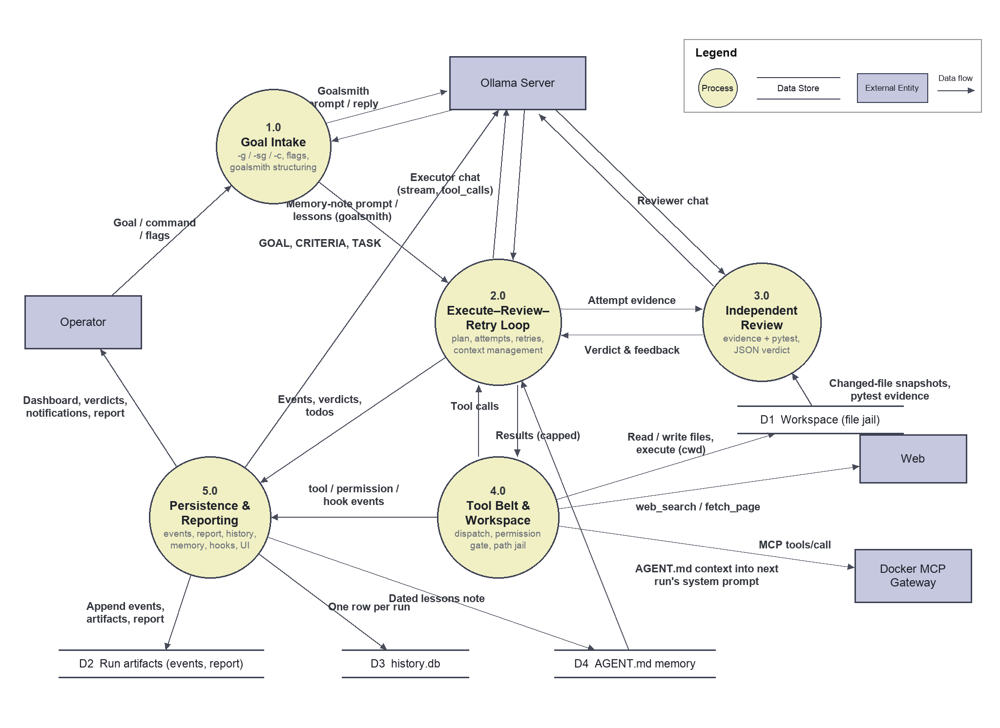 Legend
Process
Data Store
External Entity
Data flow
Ollama Server
Goalsmith
prompt / reply
1.0
Goal Intake
-g / -sg / -c, flags,
goalsmith structuring
Executor chat
(stream, tool_calls)
Reviewer chat
Memory-note prompt /
lessons (goalsmith)
Goal / command
/ flags
GOAL, CRITERIA, TASK
Operator
2.0
Execute–Review–
Retry Loop
plan, attempts, retries,
context management
Attempt evidence
Verdict & feedback
3.0
Independent
Review
evidence + pytest,
JSON verdict
Changed-file snapshots,
pytest evidence
Dashboard, verdicts,
notifications, report
Events, verdicts,
todos
Tool calls
Results (capped)
D1 Workspace (file jail)
Read / write files,
execute (cwd)
Web
5.0
Persistence &
Reporting
events, report, history,
memory, hooks, UI
tool / permission /
hook events
4.0
Tool Belt &
Workspace
dispatch, permission
gate, path jail
web_search / fetch_page
MCP tools/call
AGENT.md context into next
run's system prompt
Docker MCP
Gateway
Append events,
artifacts, report
Dated lessons note
One row per run
D2 Run artifacts (events, report)
D3 history.db
D4 AGENT.md memory